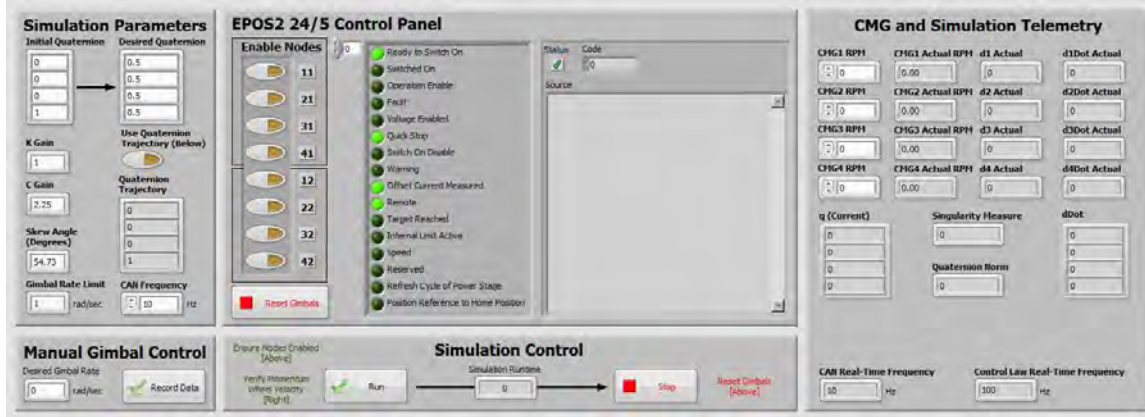 Simulation Parameters
Initial Quaternion Desired Quaternion
0 0.5
0 0.5
0 0.5
1 0.5
Use Quaternion
Trajectory (Below)
K Gain
1
C Gain
2.25
Quaternion
Trajectory
0
0
0
1
Skew Angle
(Degrees)
54.73
Gimbal Rate Limit CAN Frequency
1 rad/sec 10 Hz
Manual Gimbal Control
Desired Gimbal Rate
0 rad/sec Record Data
EPOS2 24/5 Control Panel
Enable Nodes
11
21
31
41
12
22
32
42
Reset Gimbals
0
Ready to Switch On
Switched On
Operation Enable
Fault
Voltage Enabled
Quick Stop
Switch On Disable
Warning
Offset Current Measured
Remote
Target Reached
Internal Limit Active
Speed
Reserved
Refresh Cycle of Power Stage
Position Reference to Home Position
Status Code
0
Source
Simulation Control
Ensure Nodes Enabled
[Above]
Verify Momentum
Wheel Velocity
[Right]
Run
Simulation Runtime
0
Stop
Reset Gimbals
[Above]
CMG and Simulation Telemetry
CMG1 RPM CMG1 Actual RPM d1 Actual d1Dot Actual
0 0.00 0 0
CMG2 RPM CMG2 Actual RPM d2 Actual d2Dot Actual
0 0.00 0 0
CMG3 RPM CMG3 Actual RPM d3 Actual d3Dot Actual
0 0.00 0 0
CMG4 RPM CMG4 Actual RPM d4 Actual d4Dot Actual
0 0.00 0 0
q (Current) Singularity Measure dDot
0 0 0
0 0
Quaternion Norm
0 0 0
0 0
CAN Real-Time Frequency Control Law Real-Time Frequency
10 Hz 100 Hz